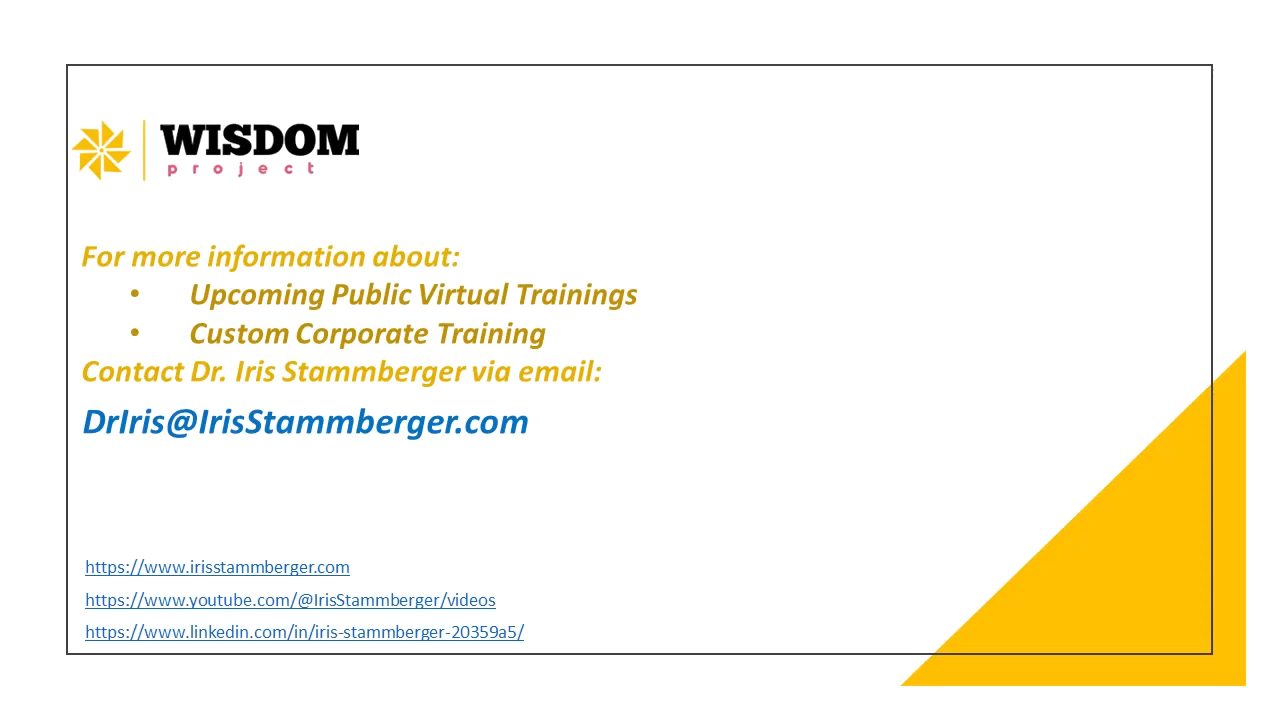 WISDOM
project
For more information about:
• Upcoming Public Virtual Trainings
• Custom Corporate Training
Contact Dr. Iris Stammberger via email:
DrIris@IrisStammberger.com
https://www.irisstammberger.com
https://www.youtube.com/@IrisStammberger/videos
https://www.linkedin.com/in/iris-stammberger-20359a5/